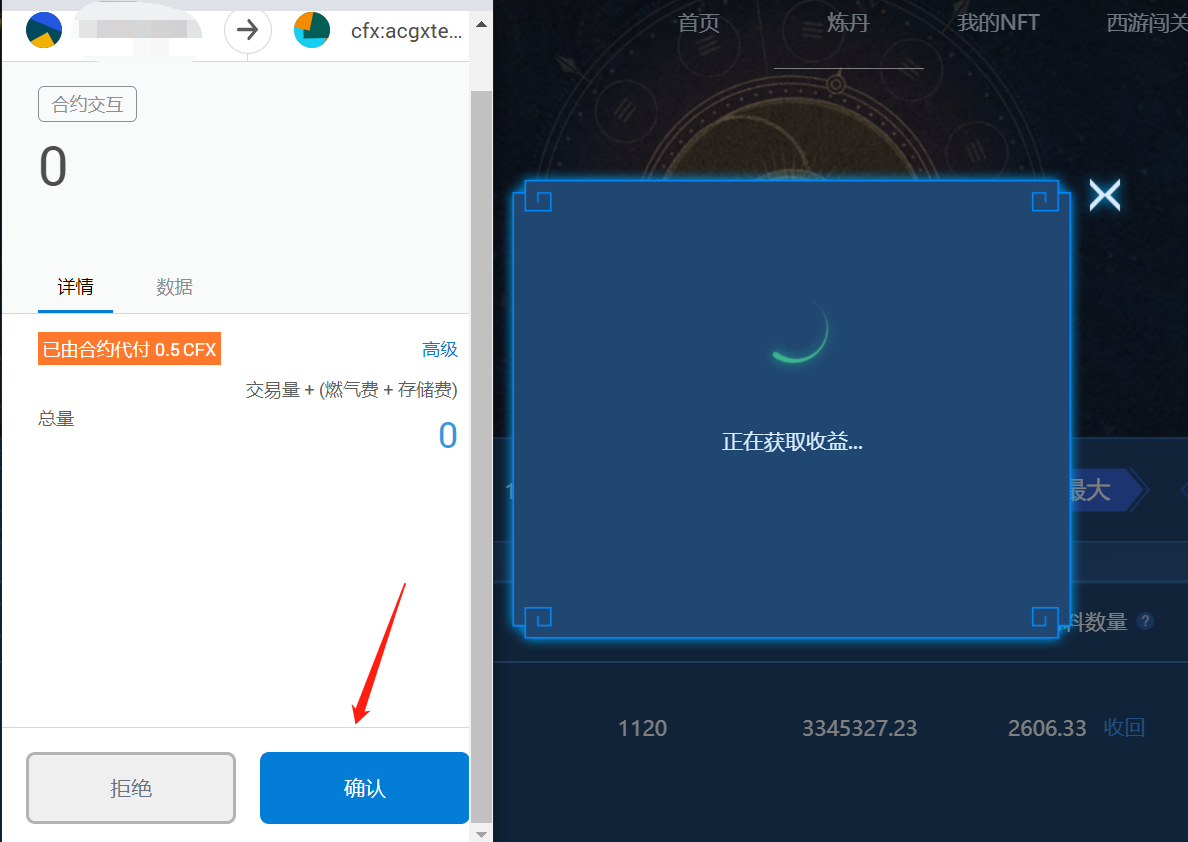 cfx:acgxte...
合约交互
0
详情
数据
已由合约代付 0.5 CFX
高级
交易量 + (燃气费 + 存储费)
总量
0
拒绝
确认
首页
炼丹
我的NFT
西游闯关
正在获取收益...
最大
料数量
?
1120
3345327.23
2606.33
收回